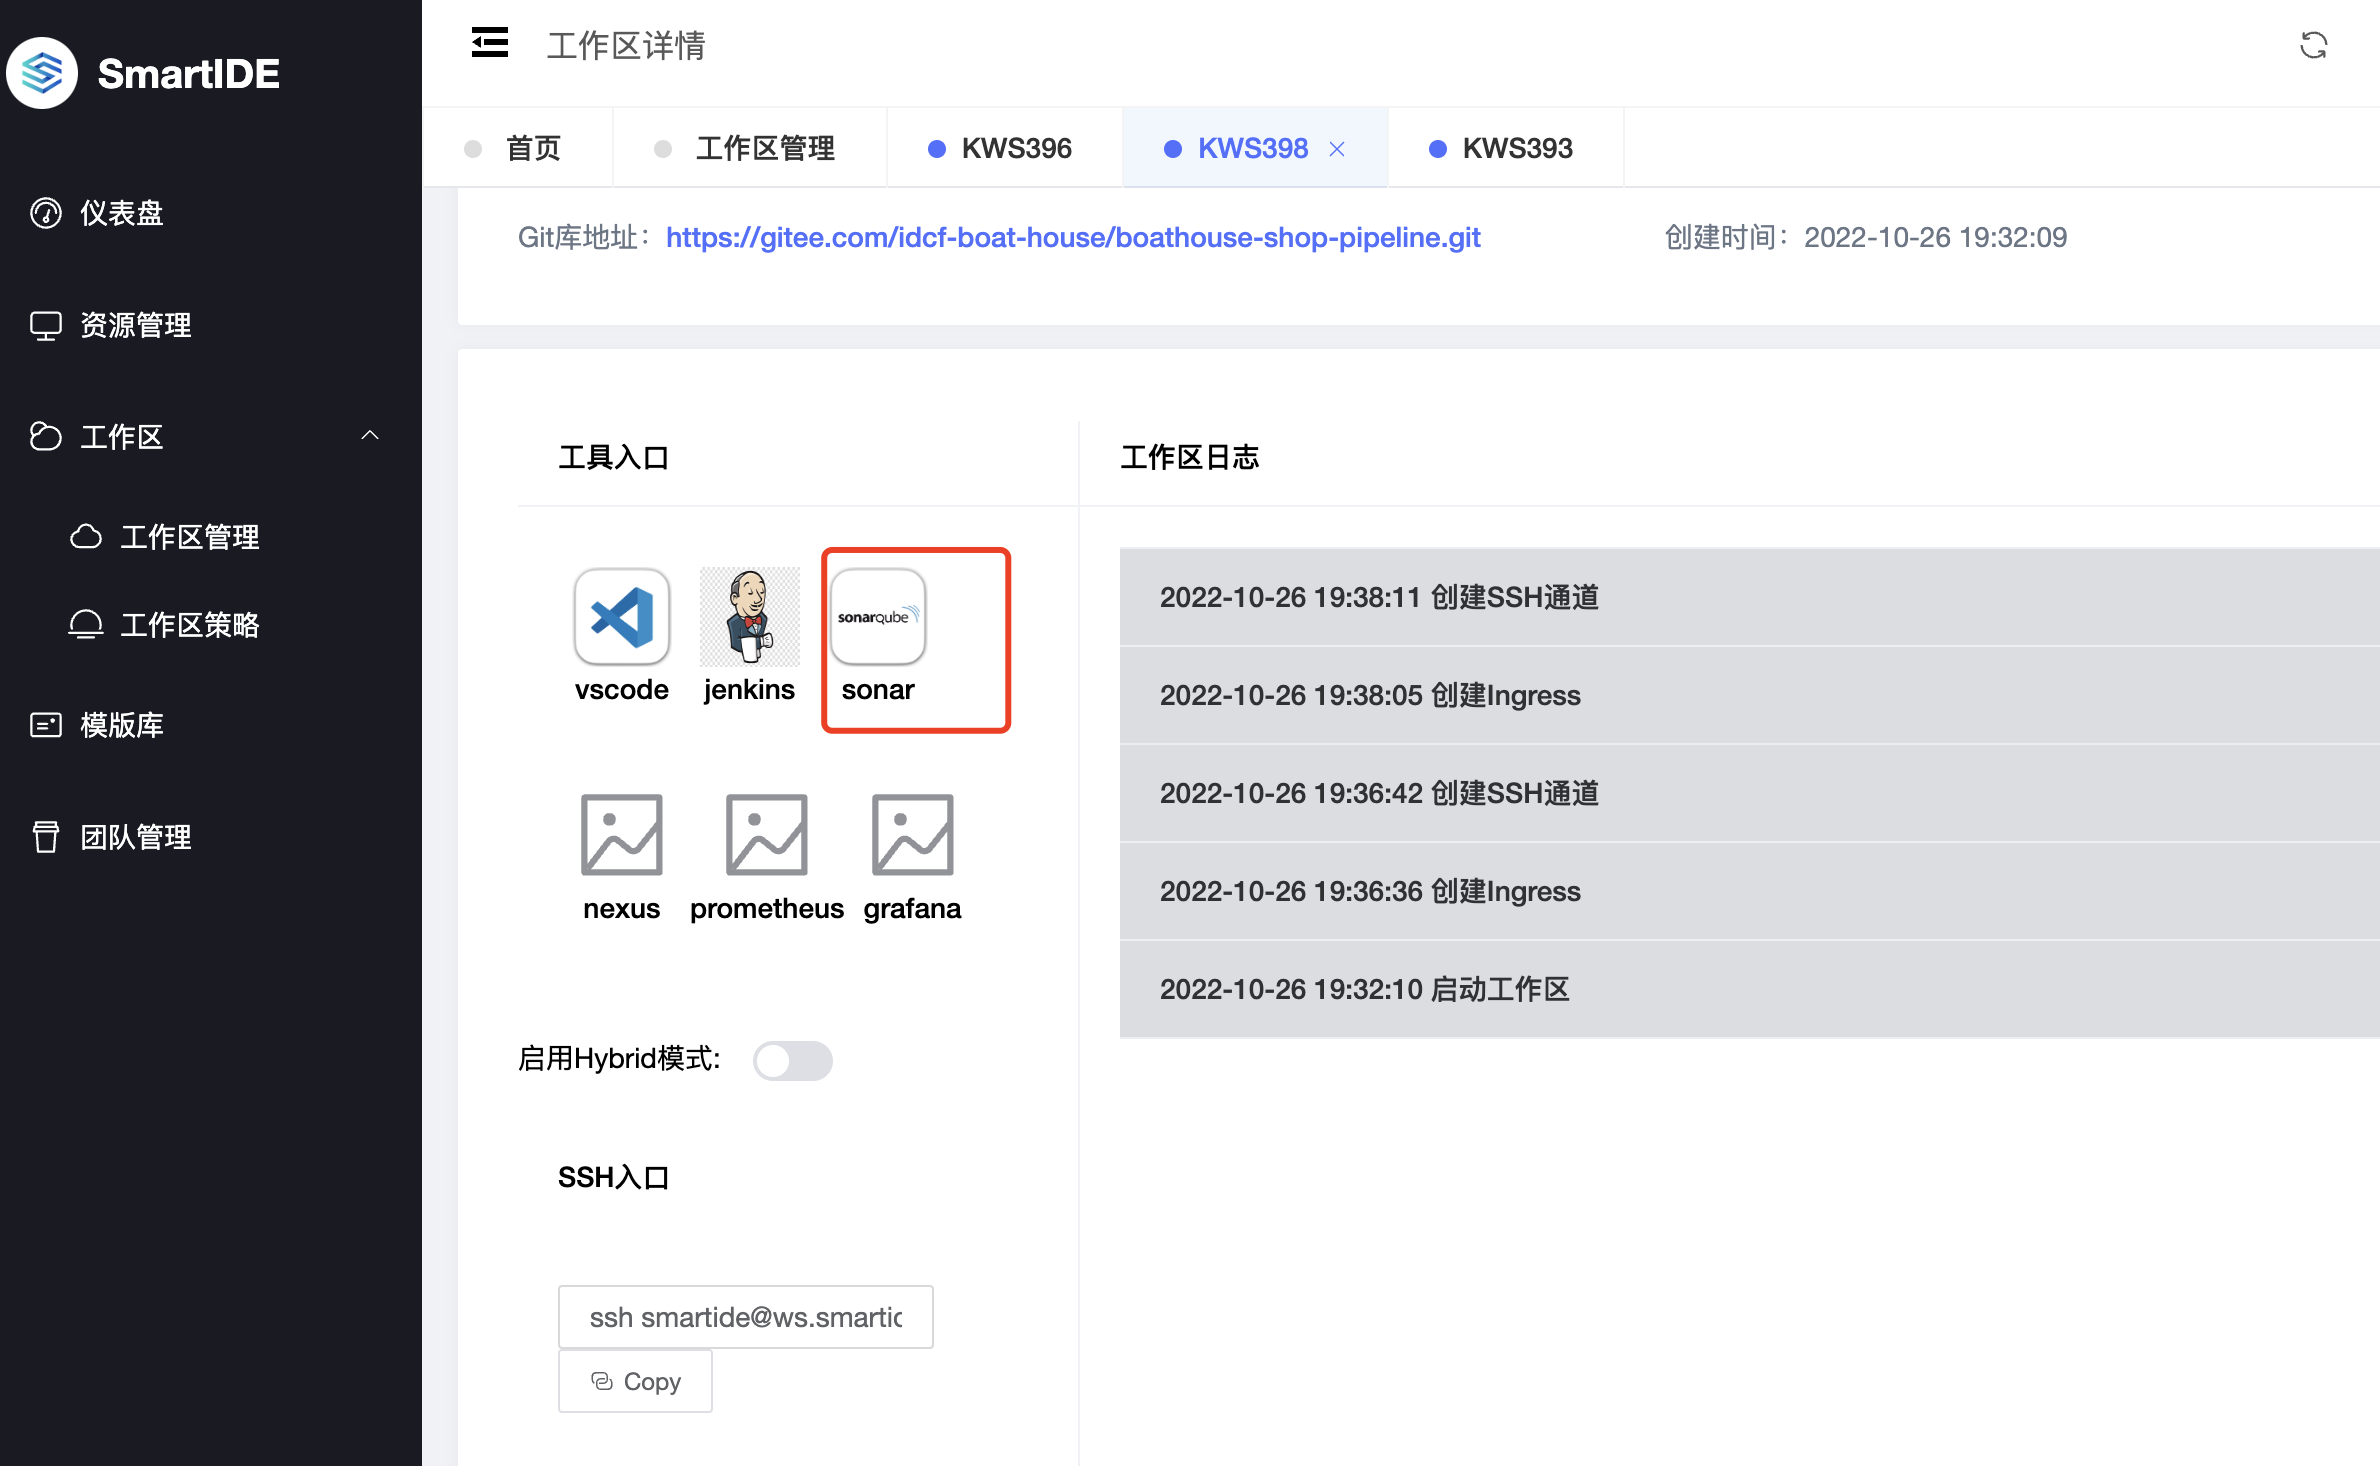 SmartIDE
仪表盘
资源管理
工作区
工作区管理
工作区策略
模版库
团队管理
工作区详情
首页
工作区管理
KWS396
KWS398
KWS393
Git库地址： https://gitee.com/idcf-boat-house/boathouse-shop-pipeline.git
创建时间： 2022-10-26 19:32:09
工具入口
vscode
jenkins
sonarqube
sonar
nexus
prometheus
grafana
启用Hybrid模式:
SSH入口
ssh smartide@ws.smartic
Copy
工作区日志
2022-10-26 19:38:11 创建SSH通道
2022-10-26 19:38:05 创建Ingress
2022-10-26 19:36:42 创建SSH通道
2022-10-26 19:36:36 创建Ingress
2022-10-26 19:32:10 启动工作区